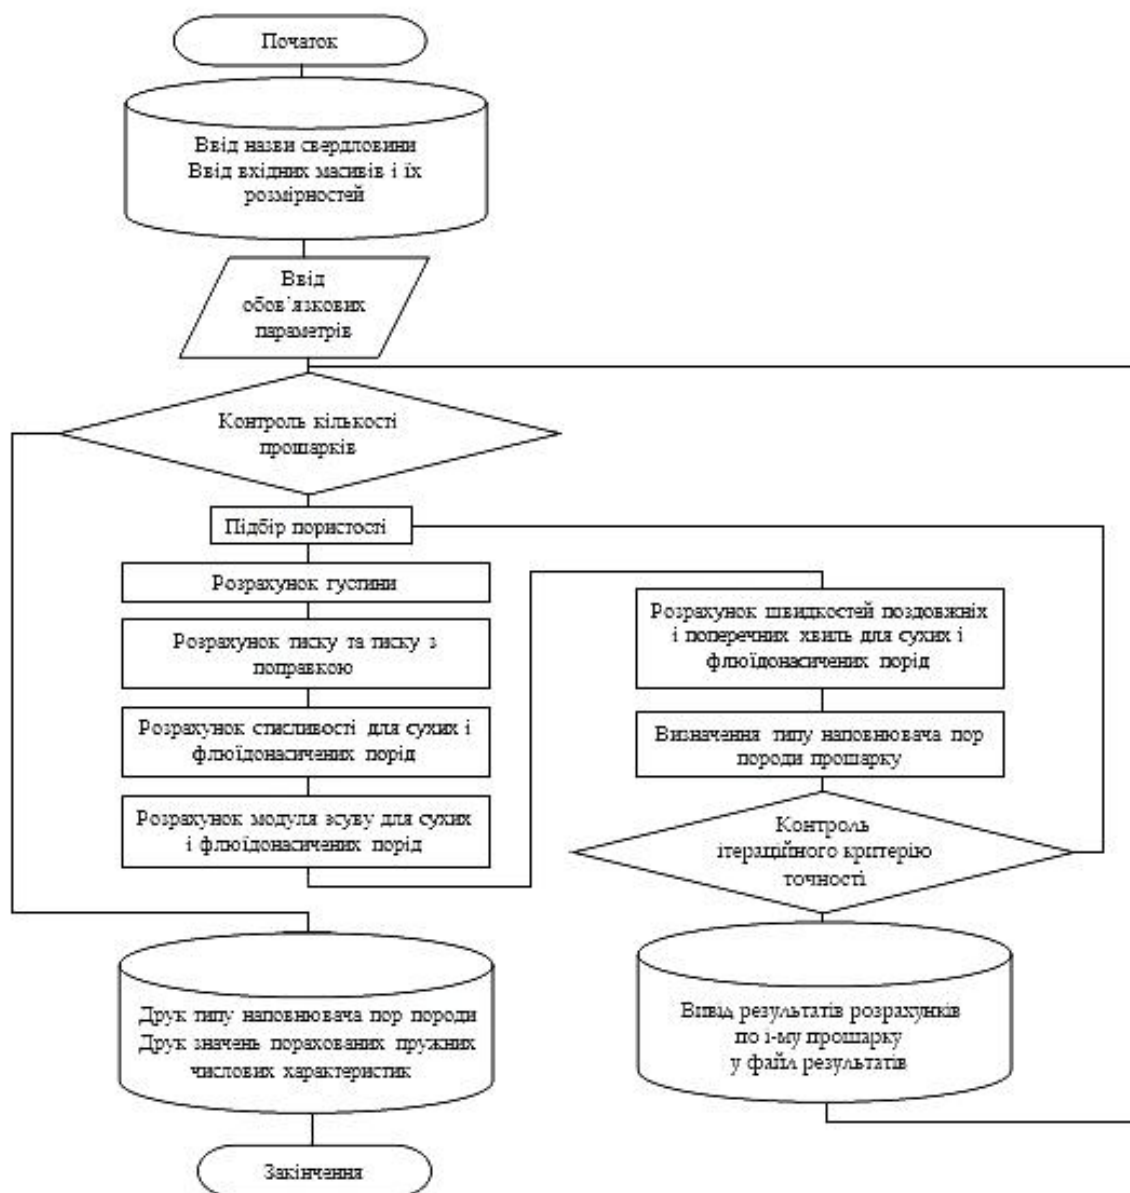 Початок
Ввід назви свердловини
Ввід вхідних масивів і їх
розмірностей
Ввід
обов'язкових
параметрів
Контроль кількості
прошарків
Підбір пористості
Розрахунок густини
Розрахунок тиску та тиску з
поправкою
Розрахунок стисливості для сухих і
флюїдонасичених порід
Розрахунок модуля зсуву для сухих
і флюїдонасичених порід
Розрахунок швидкостей поздовжніх
і поперечних хвиль для сухих і
флюїдонасичених порід
Визначення типу наповнювача пор
породи прошарку
Контроль
ітераційного критерію
точності
Вивід результатів розрахунків
по і-му прошарку
у файл результатів
Друк типу наповнювача пор породи
Друк значень порахованих пружних
числових характеристик
Закінчення